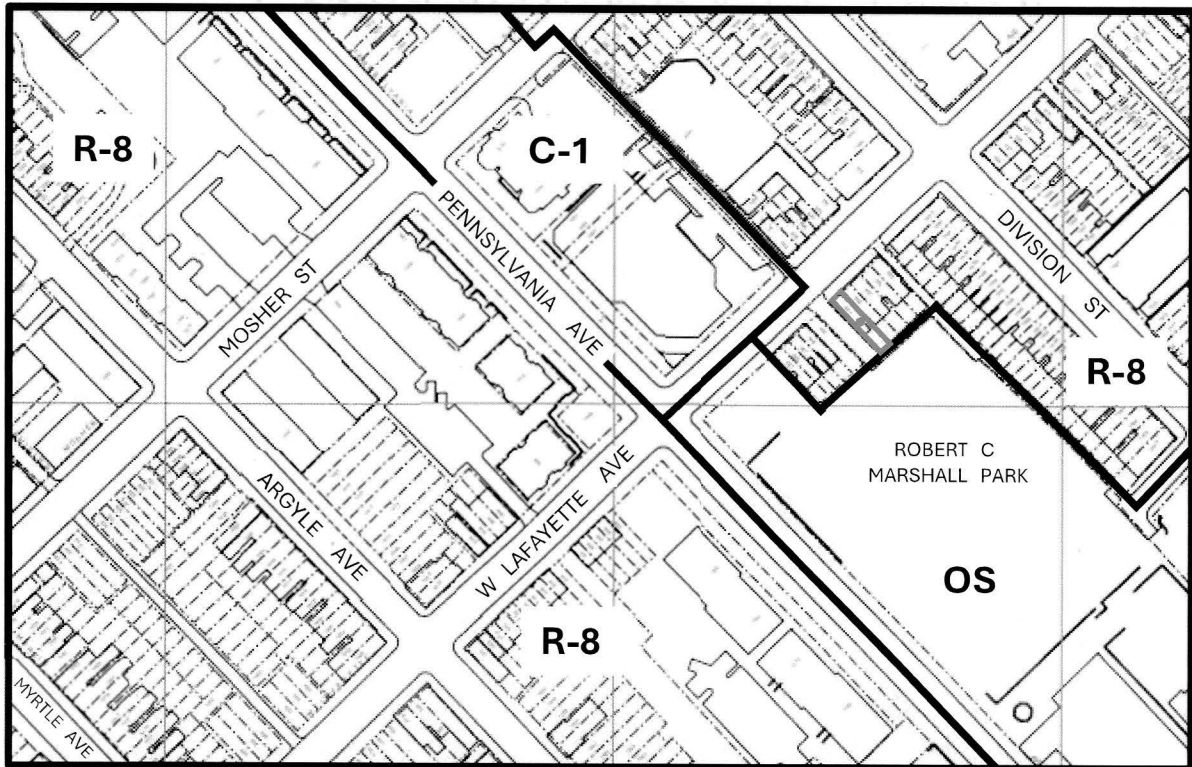 R-8
C-1
PENNSYLVANIA AVE
MOSHER ST
DIVISION ST
R-8
ROBERT C
MARSHALL PARK
ARGYLE AVE
W LAFAYETTE AVE
OS
R-8
MYRTLE AVE